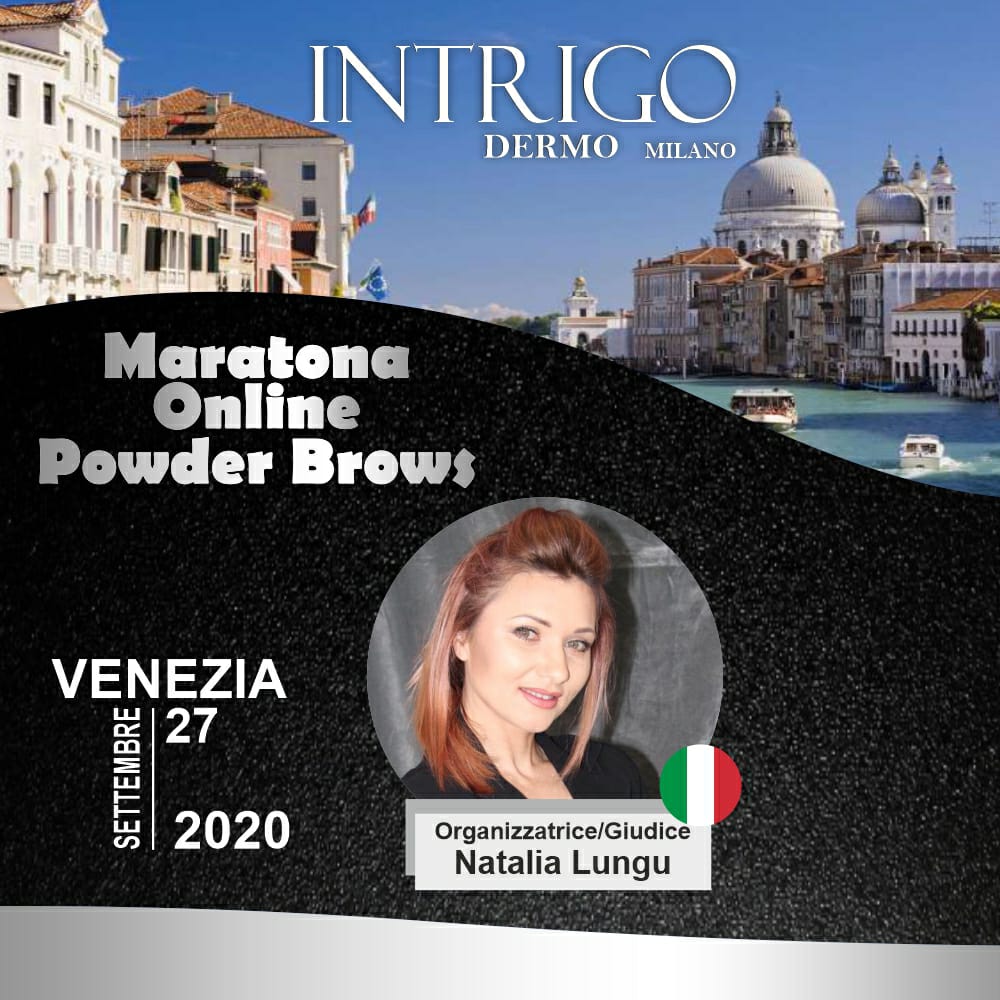 INTRIGO
DERMO MILANO
Maratona
Online
Powder Brows
VENEZIA
SETTEMBRE
27
2020
Organizzatrice/Giudice
Natalia Lungu